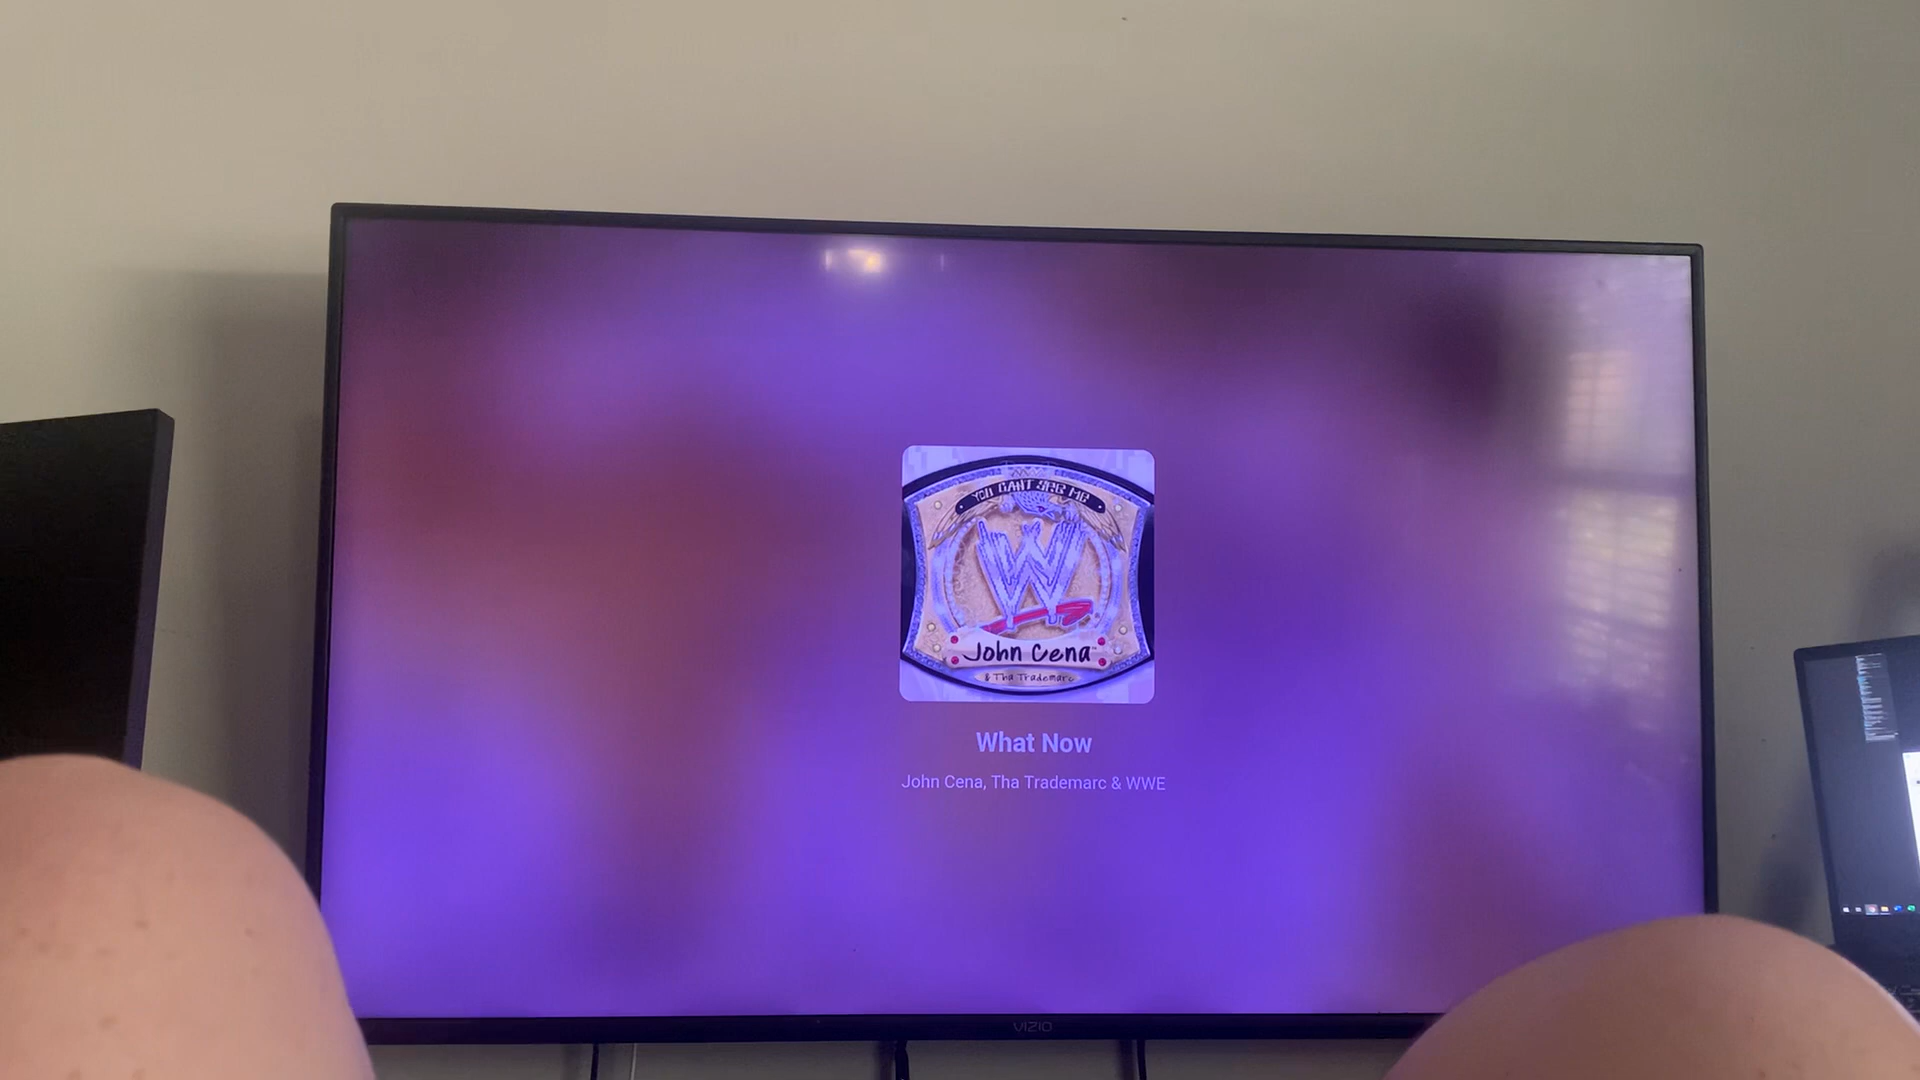 YOU CAN'T SEE ME
W
John Cena
& Tha Trademarc
What Now
John Cena, Tha Trademarc & WWE
VIZIO